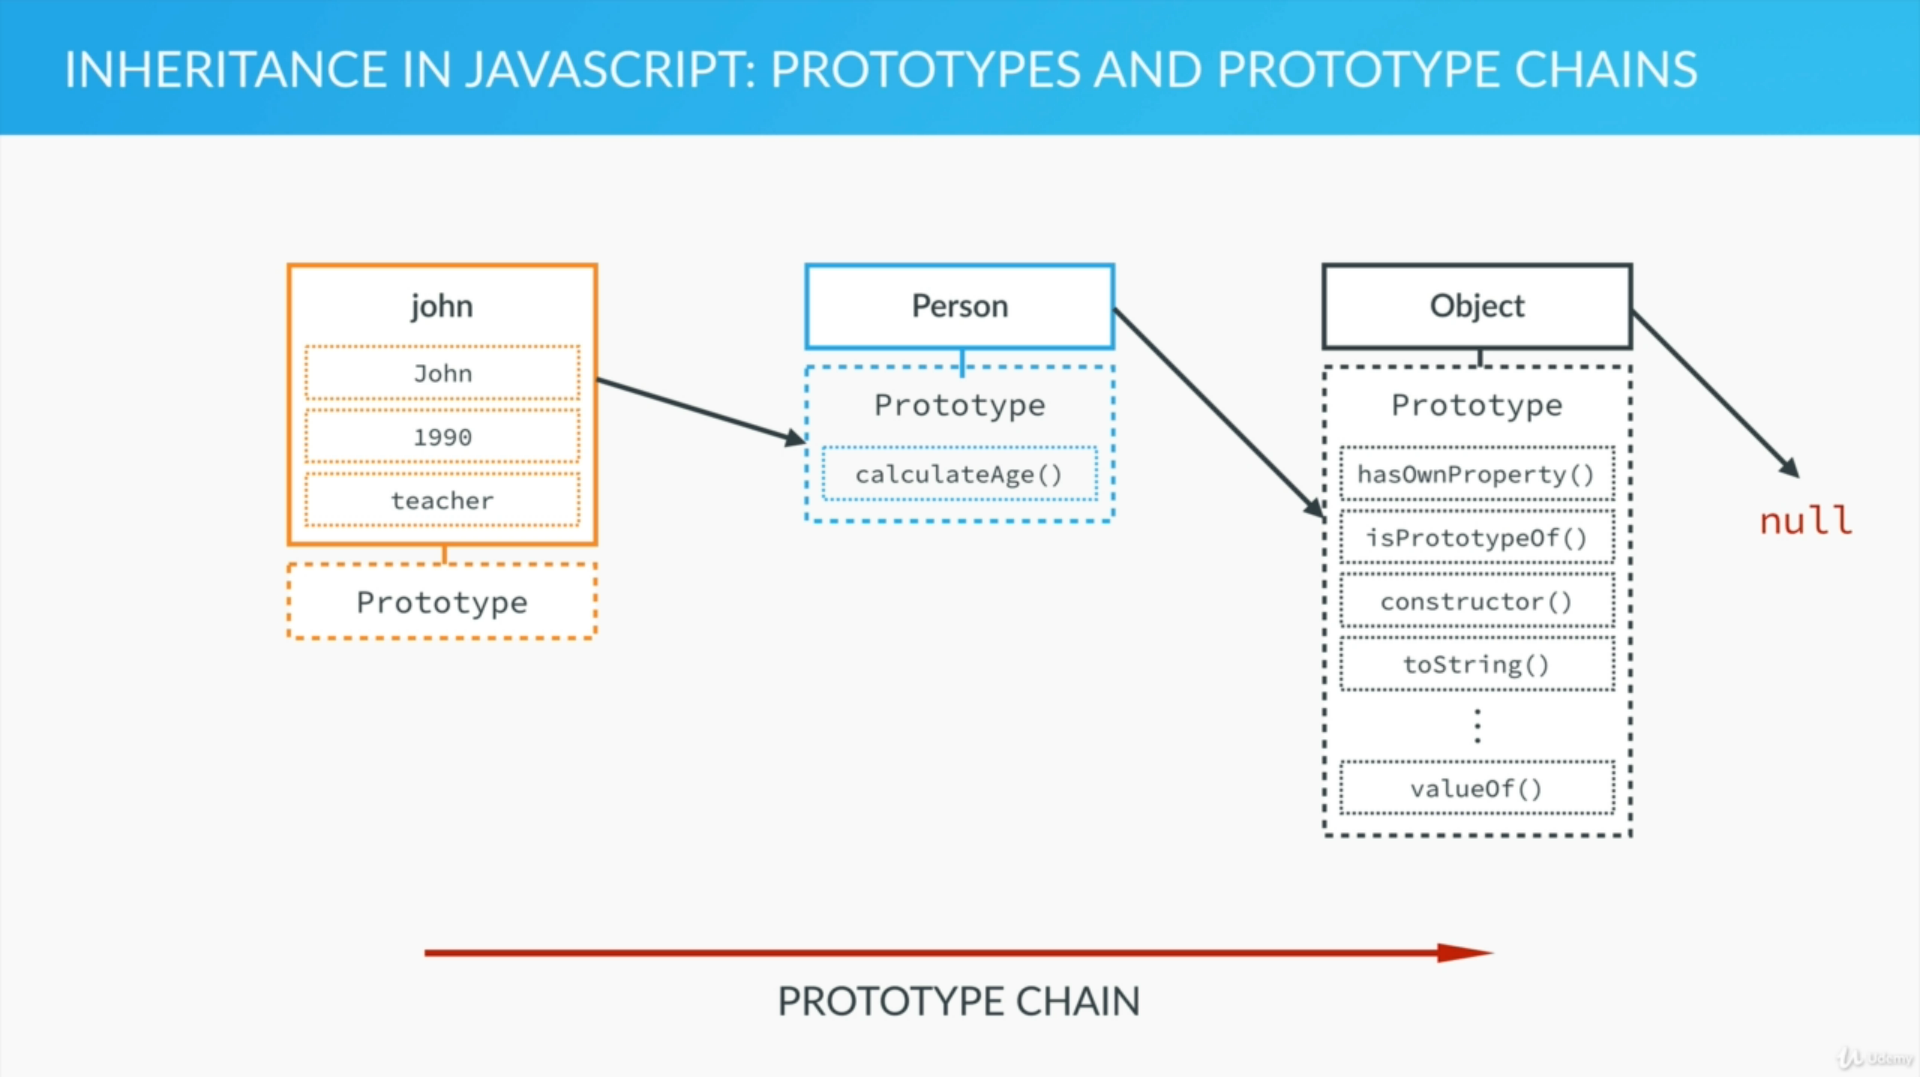 INHERITANCE IN JAVASCRIPT: PROTOTYPES AND PROTOTYPE CHAINS
john
John
1990
teacher
Prototype
Person
Prototype
calculateAge()
Object
Prototype
hasOwnProperty()
isPrototypeOf()
constructor()
toString()
valueOf()
null
PROTOTYPE CHAIN
Udemy